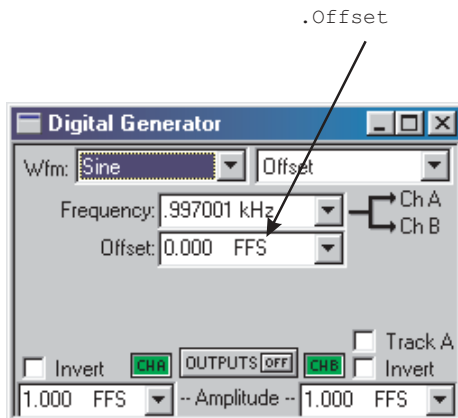 .Offset
Digital Generator
Wfm: Sine Offset
Frequency: .997001 kHz Ch A
Ch B
Offset: 0.000 FFS
Track A
Invert CHA OUTPUTS OFF CHB Invert
1.000 FFS -- Amplitude -- 1.000 FFS